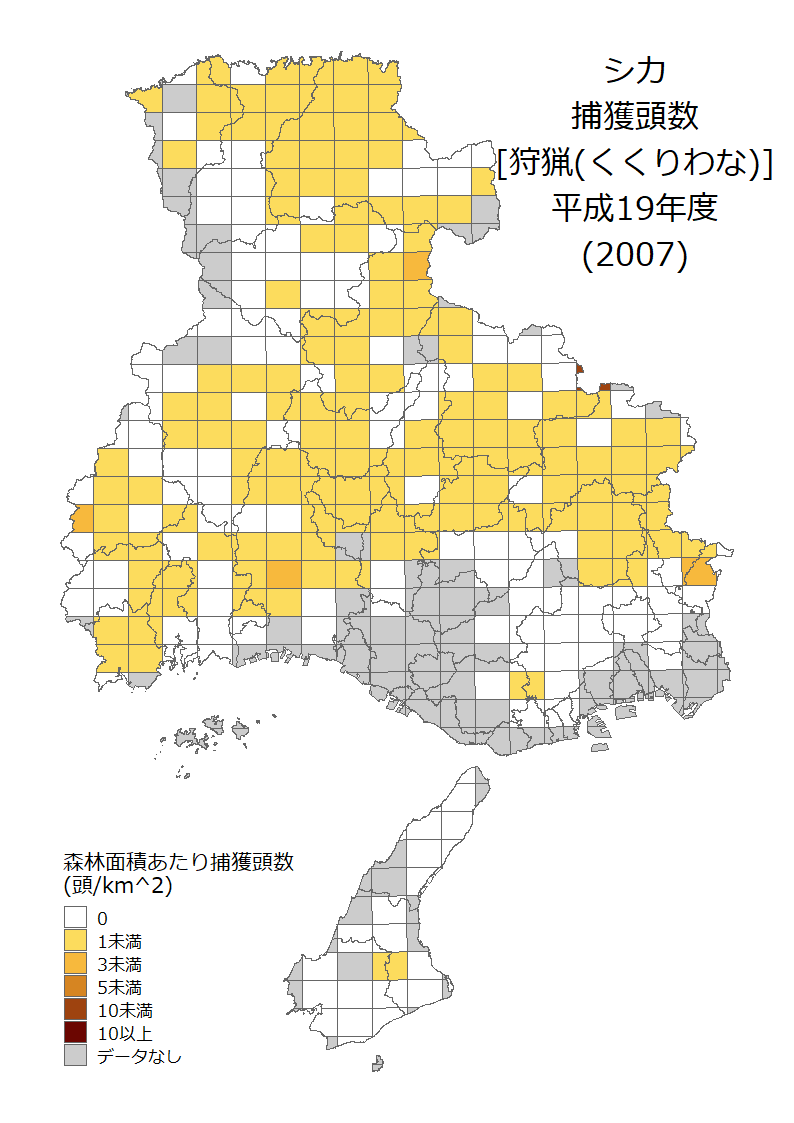 シカ
捕獲頭数
[狩猟(くくりわな)]
平成19年度
(2007)
森林面積あたり捕獲頭数
(頭/km^2)
0
1未満
3未満
5未満
10未満
10以上
データなし